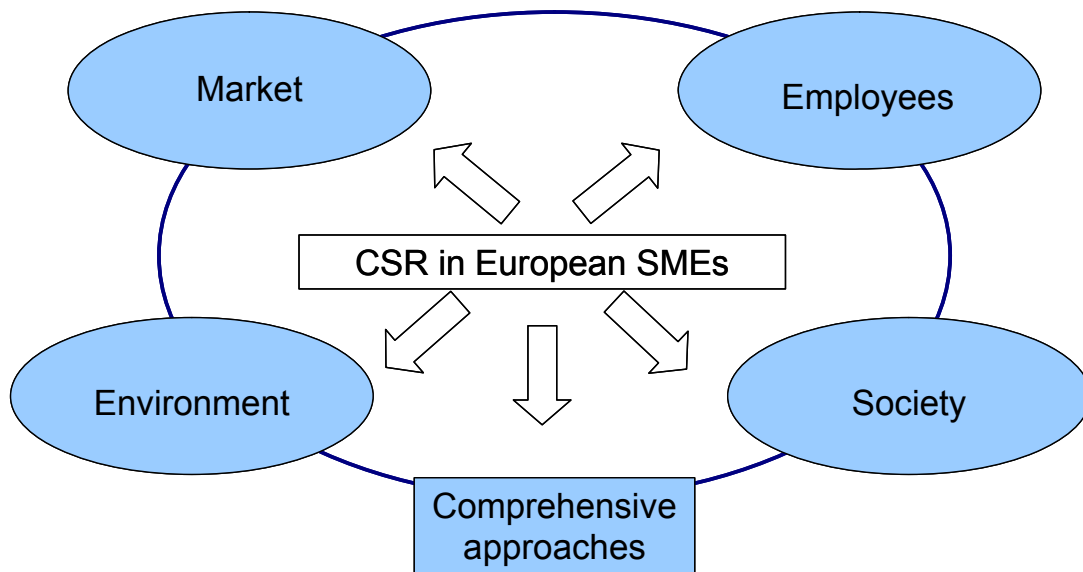 Market
Employees
CSR in European SMEs
Environment
Society
Comprehensive
approaches